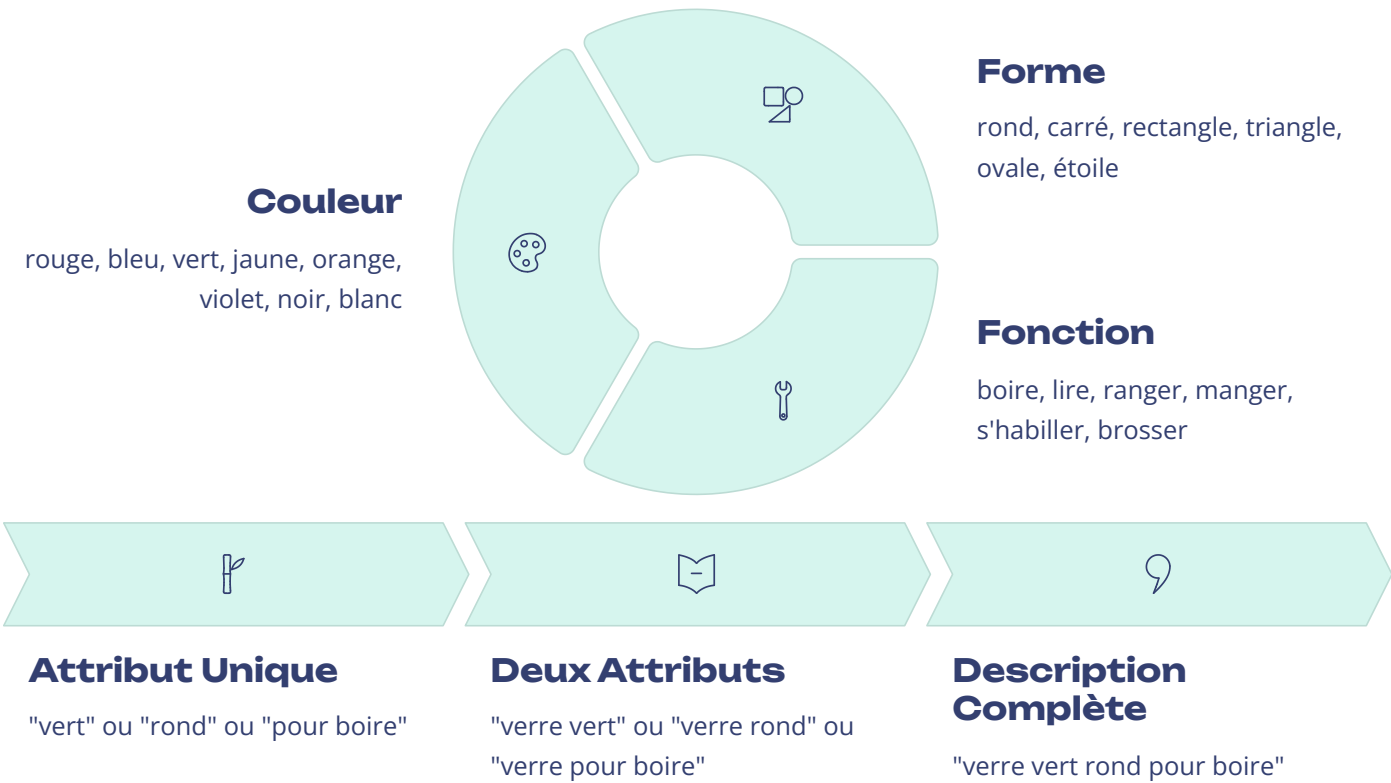 Forme
rond, carré, rectangle, triangle,
ovale, étoile
Couleur
rouge, bleu, vert, jaune, orange,
violet, noir, blanc
Fonction
boire, lire, ranger, manger,
s'habiller, brosser
Attribut Unique
"vert" ou "rond" ou "pour boire"
Deux Attributs
"verre vert" ou "verre rond" ou
"verre pour boire"
Description
Complète
"verre vert rond pour boire"